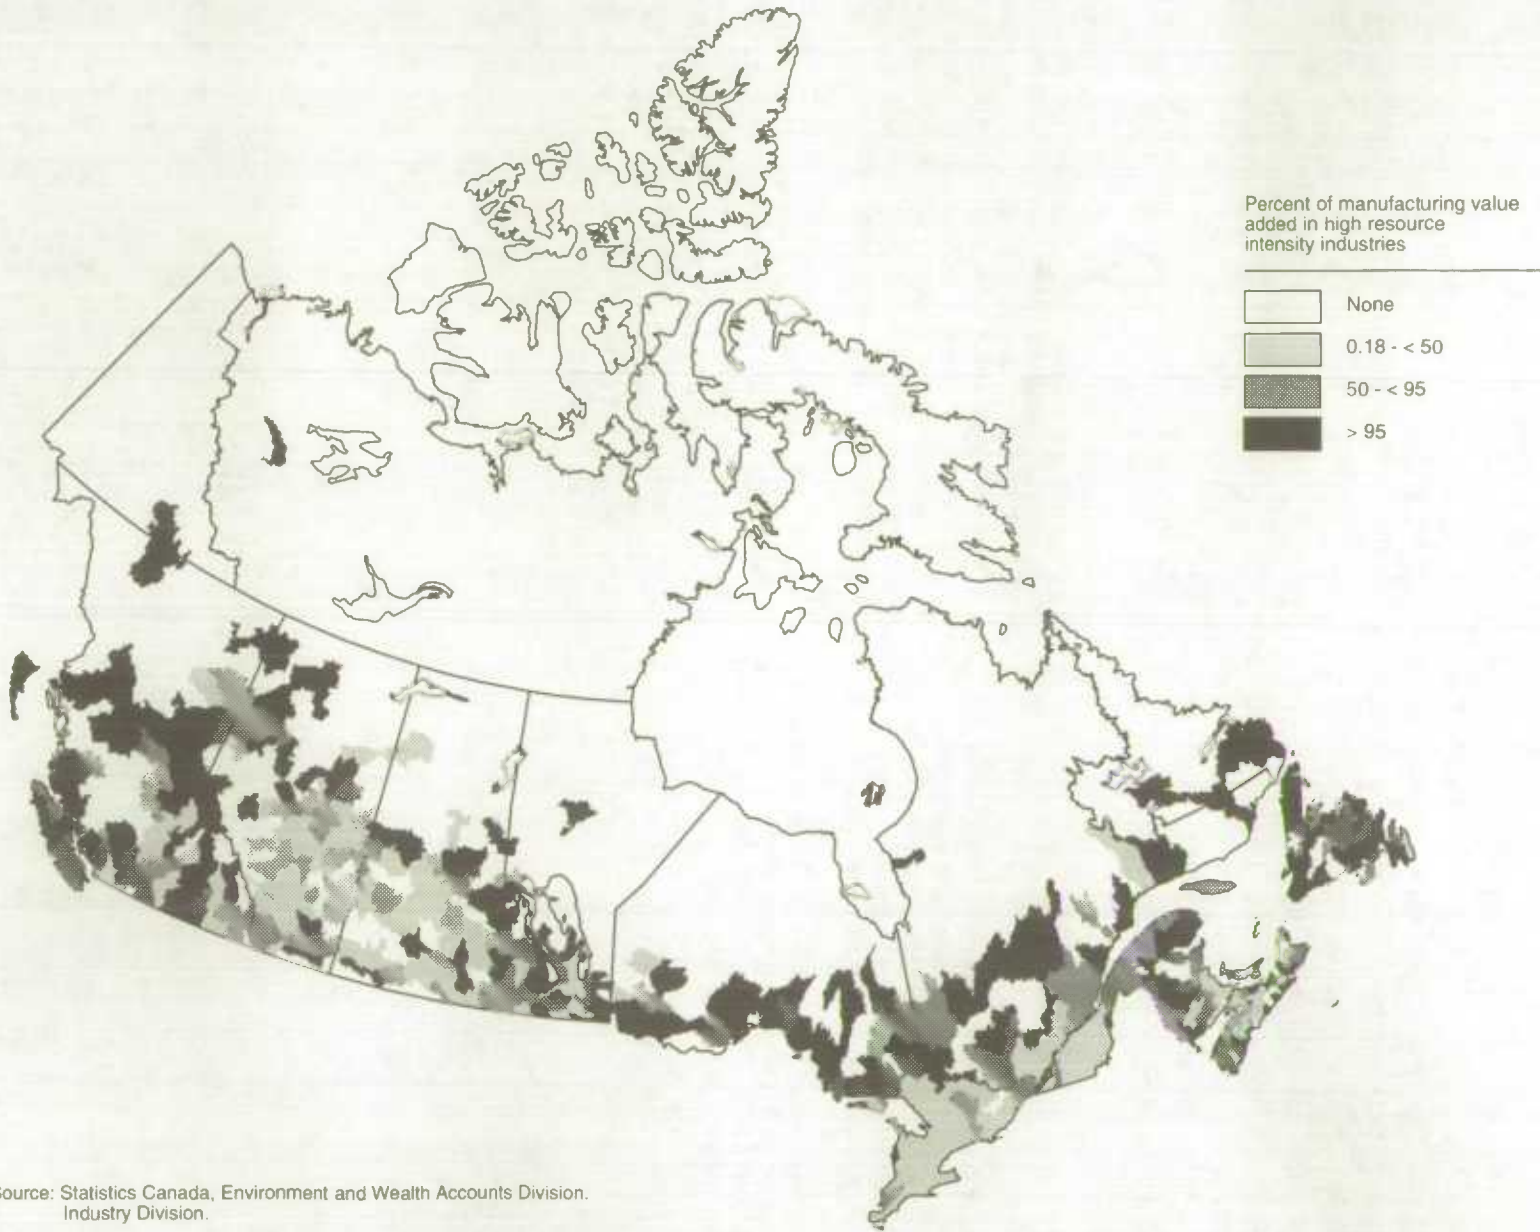 Percent of manufacturing value
added in high resource
intensity industries
None
0.18 - < 50
50 - < 95
> 95
Source: Statistics Canada, Environment and Wealth Accounts Division.
Industry Division.